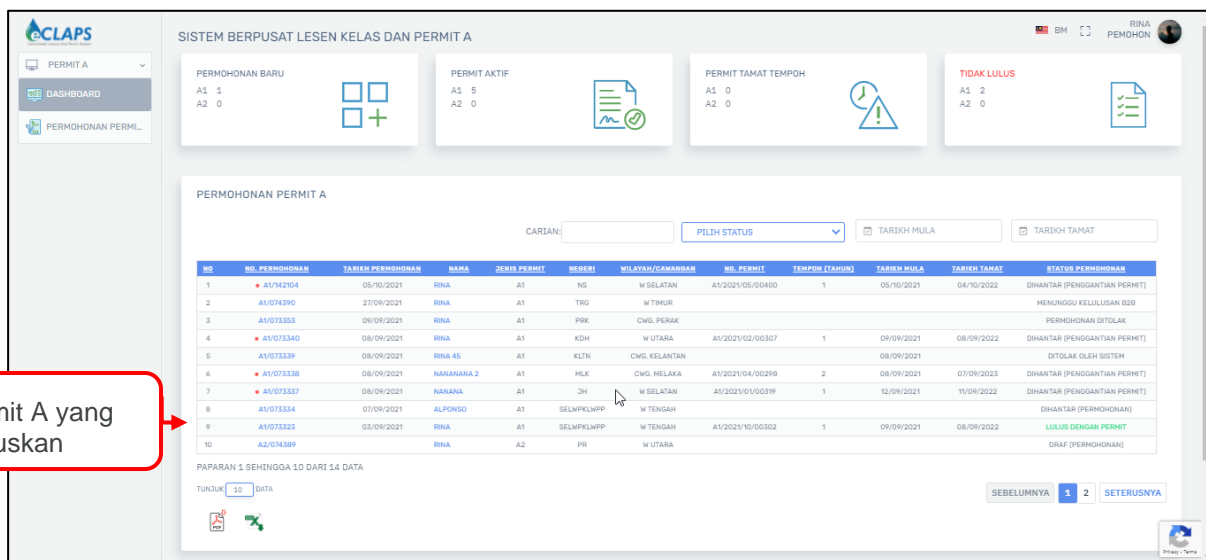 eCLAPS
SISTEM BERPUSAT LESEN KELAS DAN PERMIT A
BM
RINA
PEMOHON
PERMIT A
DASHBOARD
PERMOHONAN PERMI...
PERMOHONAN BARU
A1 1
A2 0
PERMIT AKTIF
A1 5
A2 0
PERMIT TAMAT TEMPOH
A1 0
A2 0
TIDAK LULUS
A1 2
A2 0
PERMOHONAN PERMIT A
CARIAN: PILIH STATUS TARIKH MULA TARIKH TAMAT
NO NO. PERMOHONAN TARIKH PERMOHONAN NAMA JENIS PERMIT NEGERI WILAYAH/CAWANGAN NO. PERMIT TEMPOH (TAHUN) TARIKH MULA TARIKH TAMAT STATUS PERMOHONAN
1 A1/142104 05/10/2021 RINA A1 NS W SELATAN A1/2021/05/00400 1 05/10/2021 04/10/2022 DIHANTAR (PENGGANTIAN PERMIT)
2 A1/074390 27/09/2021 RINA A1 TRG W TIMUR MENUNGGU KELULUSAN B2B
3 A1/073353 09/09/2021 RINA A1 PRK CWG. PERAK PERMOHONAN DITOLAK
4 A1/073340 08/09/2021 RINA A1 KDH W UTARA A1/2021/02/00307 1 09/09/2021 08/09/2022 DIHANTAR (PENGGANTIAN PERMIT)
5 A1/073339 08/09/2021 RINA 45 A1 KLTN CWG. KELANTAN 08/09/2021 DITOLAK OLEH SISTEM
6 A1/073338 08/09/2021 NANANANA 2 A1 MLK CWG. MELAKA A1/2021/04/00298 2 08/09/2021 07/09/2023 DIHANTAR (PENGGANTIAN PERMIT)
7 A1/073337 08/09/2021 NANANA A1 JH W SELATAN A1/2021/01/00319 1 12/09/2021 11/09/2022 DIHANTAR (PENGGANTIAN PERMIT)
8 A1/073334 07/09/2021 ALPONSO A1 SELWPKLWPP W TENGAH DIHANTAR (PERMOHONAN)
9 A1/073323 03/09/2021 RINA A1 SELWPKLWPP W TENGAH A1/2021/10/00302 1 09/09/2021 08/09/2022 LULUS DENGAN PERMIT
10 A2/074389 RINA A2 PR W UTARA DRAF (PERMOHONAN)
mit A yang
uskan
PAPARAN 1 SEHINGGA 10 DARI 14 DATA
TUNJUK 10 DATA
SEBELUMNYA 1 2 SETERUSNYA
PDF
Privacy - Terms